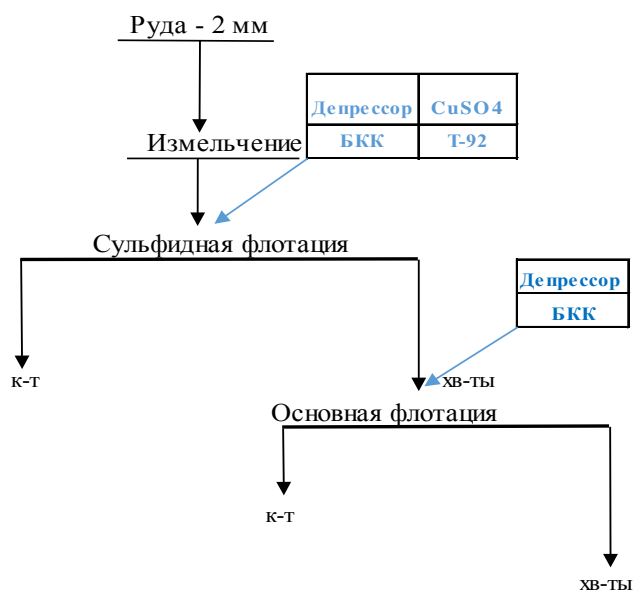 Руда - 2 мм
Депрессор CuSO4
БКК Т-92
Измельчение
Сульфидная флотация
Депрессор
БКК
к-т
хв-ты
Основная флотация
к-т
хв-ты